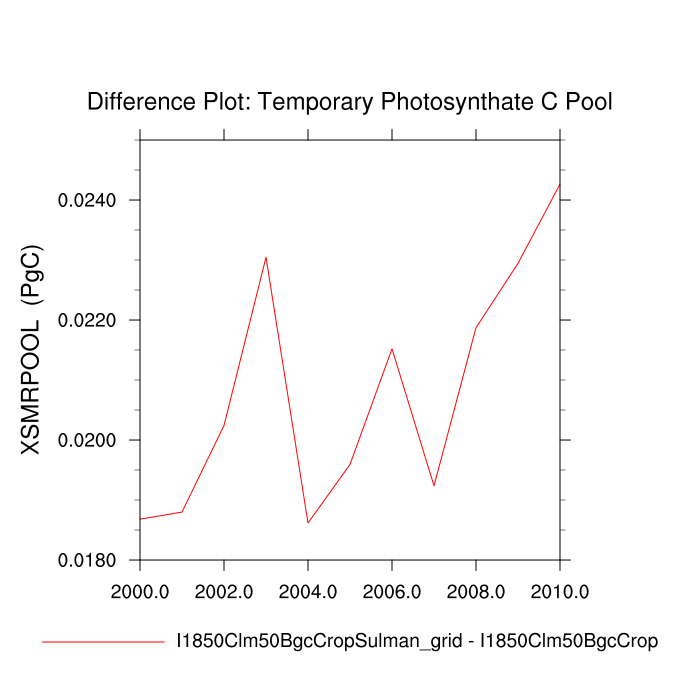 Difference Plot: Temporary Photosynthate C Pool
XSMRPOOL (PgC)
0.0240
0.0220
0.0200
0.0180
2000.0 2002.0 2004.0 2006.0 2008.0 2010.0
I1850Clm50BgcCropSulman_grid - I1850Clm50BgcCrop